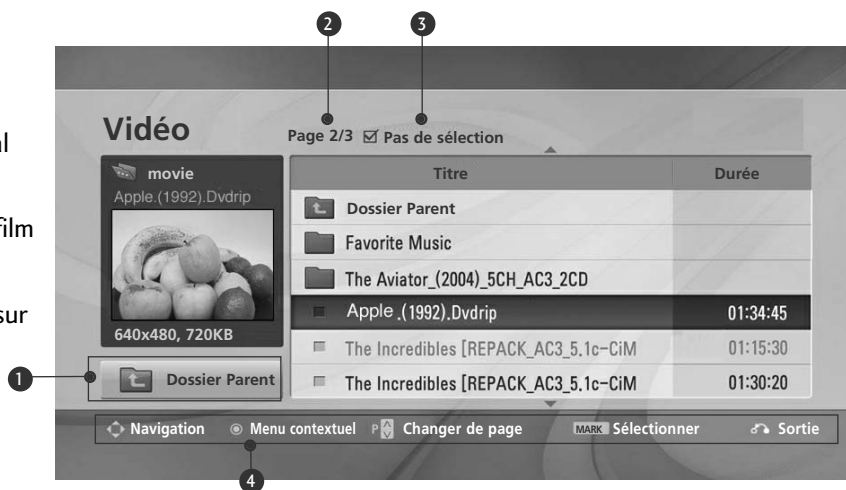 2 3
al
film
sur
Vidéo
Page 2/3 Pas de sélection
movie
Apple.(1992).Dvdrip
640x480, 720KB
1
Dossier Parent
Titre Durée
Dossier Parent
Favorite Music
The Aviator_(2004)_5CH_AC3_2CD
Apple .(1992).Dvdrip 01:34:45
The Incredibles [REPACK_AC3_5.1c-CiM 01:15:30
The Incredibles [REPACK_AC3_5.1c-CiM 01:30:20
Navigation Menu contextuel P Changer de page MARK Sélectionner Sortie
4